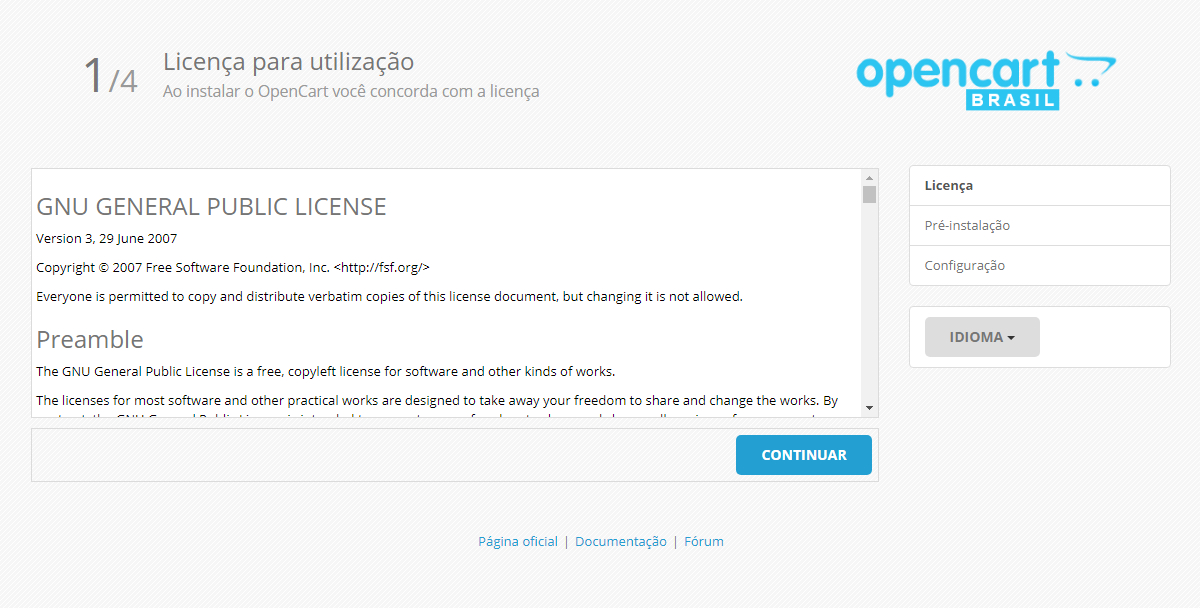 1/4
Licença para utilização
Ao instalar o OpenCart você concorda com a licença
opencart
BRASIL
GNU GENERAL PUBLIC LICENSE
Version 3, 29 June 2007
Copyright © 2007 Free Software Foundation, Inc. <http://fsf.org/>
Everyone is permitted to copy and distribute verbatim copies of this license document, but changing it is not allowed.
Preamble
The GNU General Public License is a free, copyleft license for software and other kinds of works.
The licenses for most software and other practical works are designed to take away your freedom to share and change the works. By
Licença
Pré-instalação
Configuração
IDIOMA
CONTINUAR
Página oficial | Documentação | Fórum